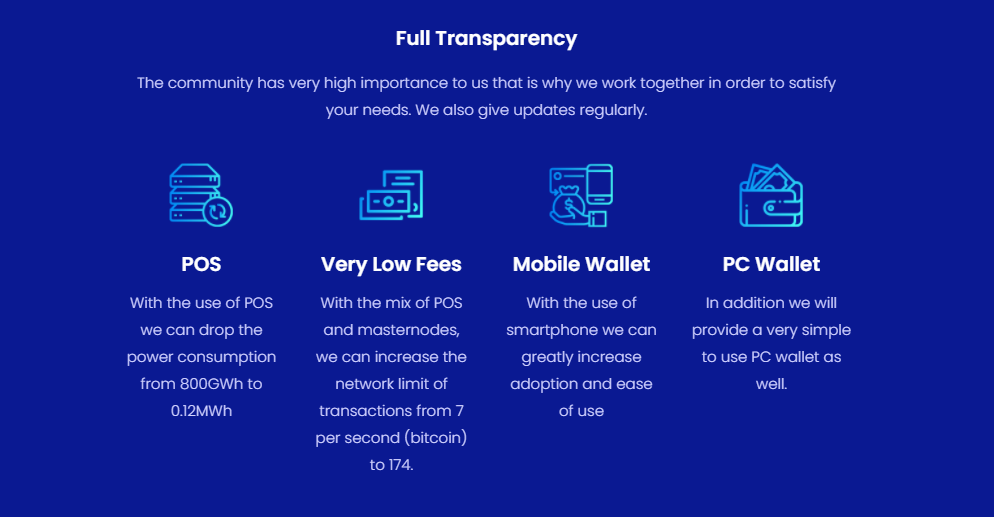 Full Transparency
The community has very high importance to us that is why we work together in order to satisfy
your needs. We also give updates regularly.
POS
With the use of POS
we can drop the
power consumption
from 800GWh to
0.12MWh
Very Low Fees
With the mix of POS
and masternodes,
we can increase the
network limit of
transactions from 7
per second (bitcoin)
to 174.
Mobile Wallet
With the use of
smartphone we can
greatly increase
adoption and ease
of use
PC Wallet
In addition we will
provide a very simple
to use PC wallet as
well.